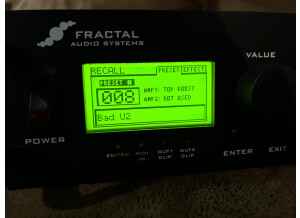 FRACTAL
AUDIO SYSTEMS
VALUE
RECALL
PRESET EFFECT
PRESET #
008
AMP1: TOP BOOST
AMP2: NOT USED
Bad U2
POWER
EDITED
MIDI IN
OUT1 CLIP
OUT2 CLIP
ENTER
EXIT